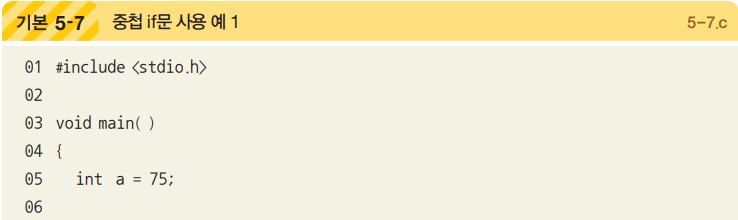 기본 5-7 중첩 if문 사용 예 1 5-7.c
01 #include <stdio.h>
02
03 void main( )
04 {
05 int a = 75;
06